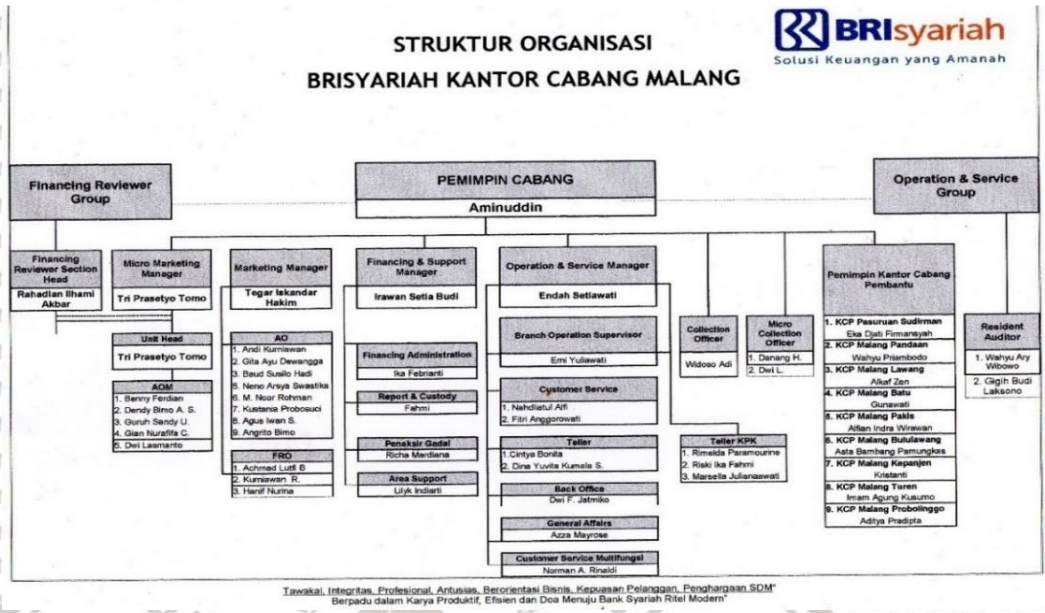 STRUKTUR ORGANISASI
BRISYARIAH KANTOR CABANG MALANG
BRIsyariah
Solusi Keuangan yang Amanah
Financing Reviewer
Group
PEMIMPIN CABANG
Aminuddin
Operation & Service
Group
Financing
Reviewer Section
Head
Rahadian Ilhami
Akbar
Micro Marketing
Manager
Tri Prasetyo Tomo
Unit Head
Tri Prasetyo Tomo
AOM
1. Benny Ferdian
2. Dendy Bimo A. S.
3. Guruh Sandy U.
4. Gian Nurafifa C.
5. Dwi Lasmanto
Marketing Manager
Tegar Iskandar
Hakim
AO
1. Andi Kurniawan
2. Gita Ayu Dewangga
3. Baud Susilo Hadi
5. Neno Arsya Swastika
6. M. Noor Rohman
7. Kustania Probosuci
8. Agus Iwan S.
9. Angrito Bimo
FRO
1. Achmad Lutfi B
2. Kurniawan R.
3. Hanif Nurina
Financing & Support
Manager
Irawan Setia Budi
Financing Administration
Ika Febrianti
Report & Custody
Fahmi
Penaksir Gadai
Richa Mardiana
Area Support
Lilyk Indiarti
Operation & Service Manager
Endah Setiawati
Branch Operation Supervisor
Emi Yuliawati
Customer Service
1. Nahdliatul Alfi
2. Fitri Anggorowati
Teller
1.Cintya Bonita
2. Dina Yuvita Kumala S.
Back Office
Dwi F. Jatmiko
General Affairs
Azza Mayrose
Customer Service Multifungsi
Norman A. Rinaldi
Collection
Officer
Widoso Adi
Teller KPK
1. Rimelda Paramourine
2. Riski Ika Fahmi
3. Marsella Julianaawati
Micro
Collection
Officer
1. Danang H.
2. Dwi L.
Pemimpin Kantor Cabang
Pembantu
1. KCP Pasuruan Sudirman
Eka Djati Firmansyah
2. KCP Malang Pandaan
Wahyu Priambodo
3. KCP Malang Lawang
Alkaf Zen
4. KCP Malang Batu
Gunawati
5. KCP Malang Pakis
Alfian Indra Wirawan
6. KCP Malang Bululawang
Asta Bambang Pamungkas
7. KCP Malang Kepanjen
Kristanti
8. KCP Malang Turen
Imam Agung Kusumo
9. KCP Malang Probolinggo
Aditya Pradipta
Resident
Auditor
1. Wahyu Ary
Wibowo
2. Gigih Budi
Laksono
Tawakal, Integritas, Profesional, Antusias, Berorientasi Bisnis, Kepuasan Pelanggan, Penghargaan SDM"
Berpadu dalam Karya Produktif, Efisien dan Doa Menuju Bank Syariah Ritel Modern"